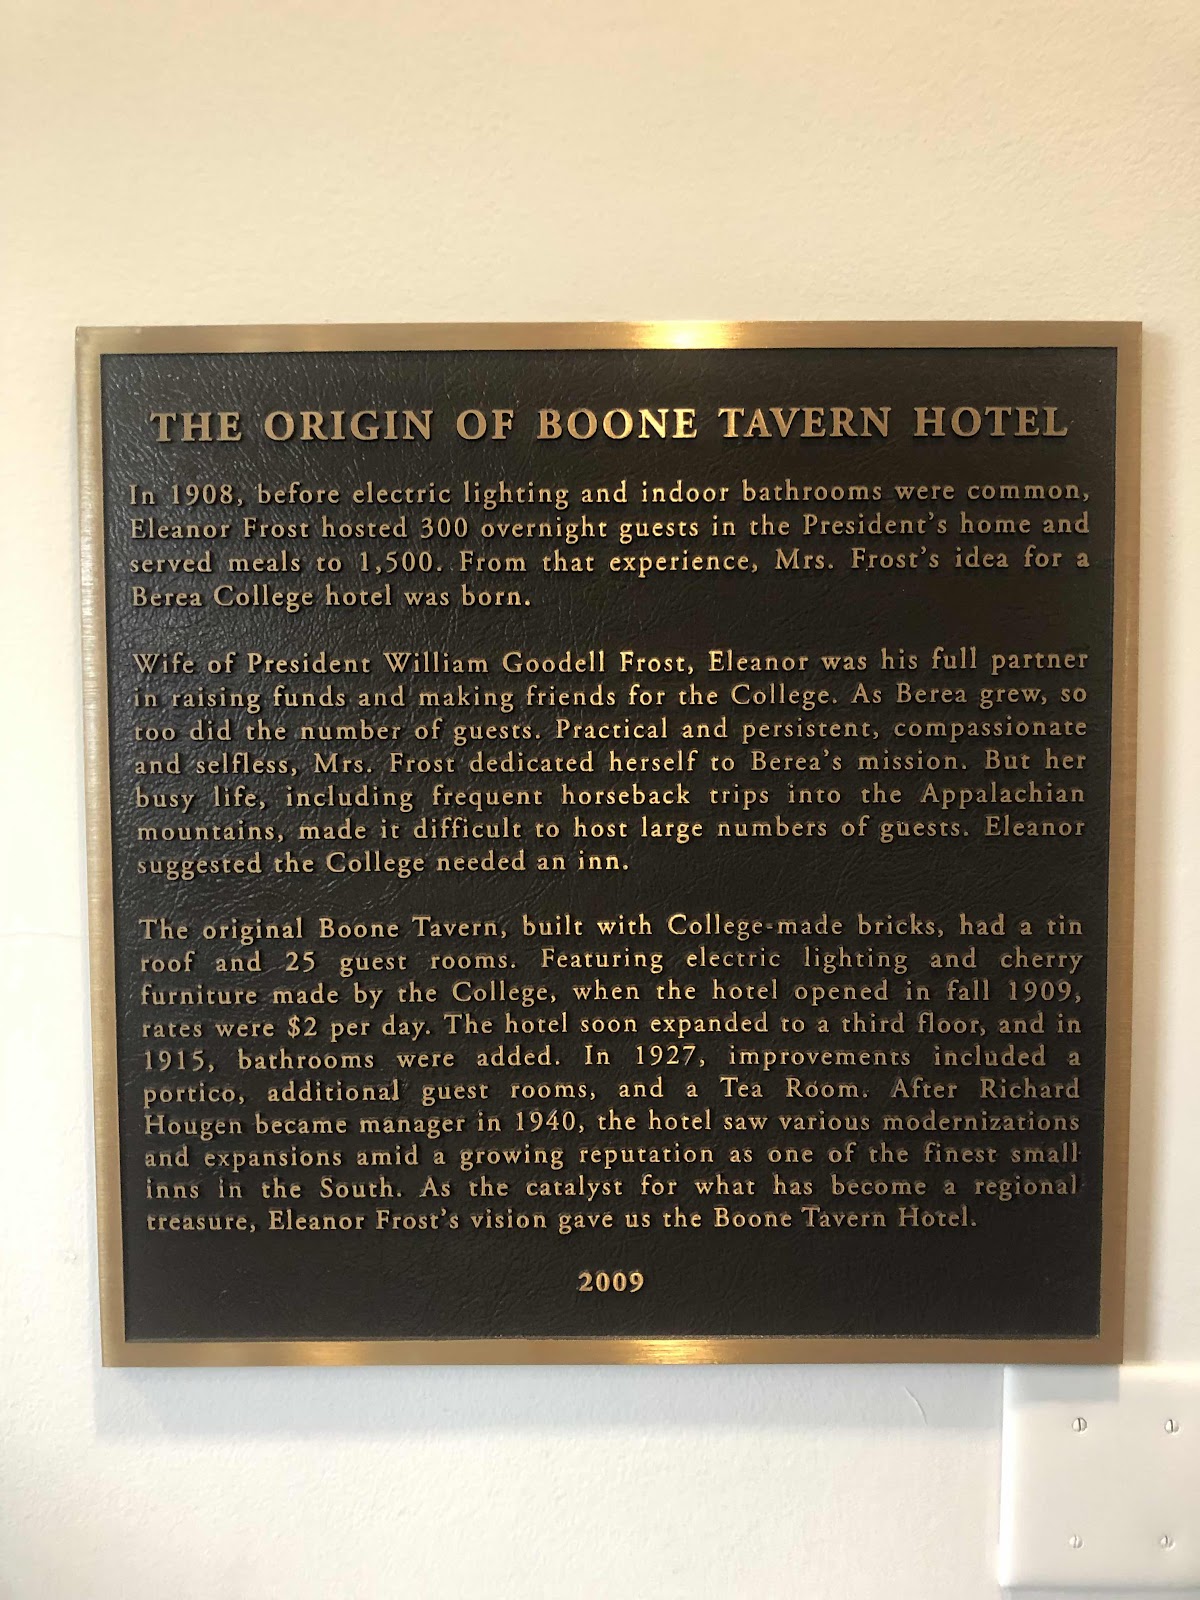 THE ORIGIN OF BOONE TAVERN HOTEL
In 1908, before electric lighting and indoor bathrooms were common,
Eleanor Frost hosted 300 overnight guests in the President's home and
served meals to 1,500. From that experience, Mrs. Frost's idea for a
Berea College hotel was born.
Wife of President William Goodell Frost, Eleanor was his full partner
in raising funds and making friends for the College. As Berea grew, so
too did the number of guests. Practical and persistent, compassionate
and selfless, Mrs. Frost dedicated herself to Berea's mission. But her
busy life, including frequent horseback trips into the Appalachian
mountains, made it difficult to host large numbers of guests. Eleanor
suggested the College needed an inn.
The original Boone Tavern, built with College-made bricks, had a tin
roof and 25 guest rooms. Featuring electric lighting and cherry
furniture made by the College, when the hotel opened in fall 1909,
rates were $2 per day. The hotel soon expanded to a third floor, and in
1915, bathrooms were added. In 1927, improvements included a
portico, additional guest rooms, and a Tea Room. After Richard
Hougen became manager in 1940, the hotel saw various modernizations
and expansions amid a growing reputation as one of the finest small
inns in the South. As the catalyst for what has become a regional
treasure, Eleanor Frost's vision gave us the Boone Tavern Hotel.
2009